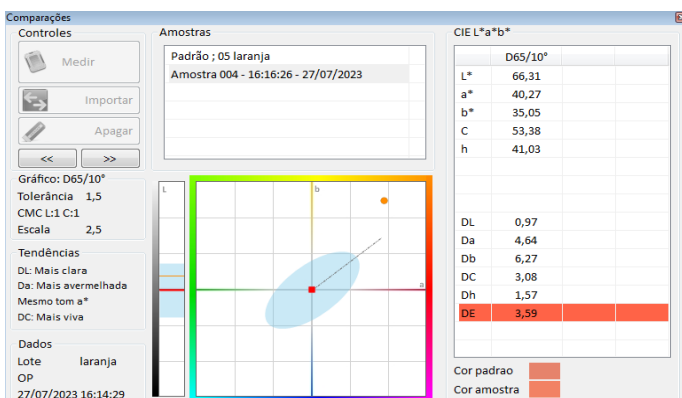 Comparações
Controles
Medir
Importar
Apagar
<<
>>
Gráfico: D65/10°
Tolerância 1,5
CMC L:1 C:1
Escala 2,5
Tendências
DL: Mais clara
Da: Mais avermelhada
Mesmo tom a*
DC: Mais viva
Dados
Lote laranja
OP
27/07/2023 16:14:29
Amostras
Padrão ; 05 laranja
Amostra 004 - 16:16:26 - 27/07/2023
L
b
a
CIE L*a*b*
D65/10°
L* 66,31
a* 40,27
b* 35,05
C 53,38
h 41,03
DL 0,97
Da 4,64
Db 6,27
DC 3,08
Dh 1,57
DE 3,59
Cor padrao
Cor amostra